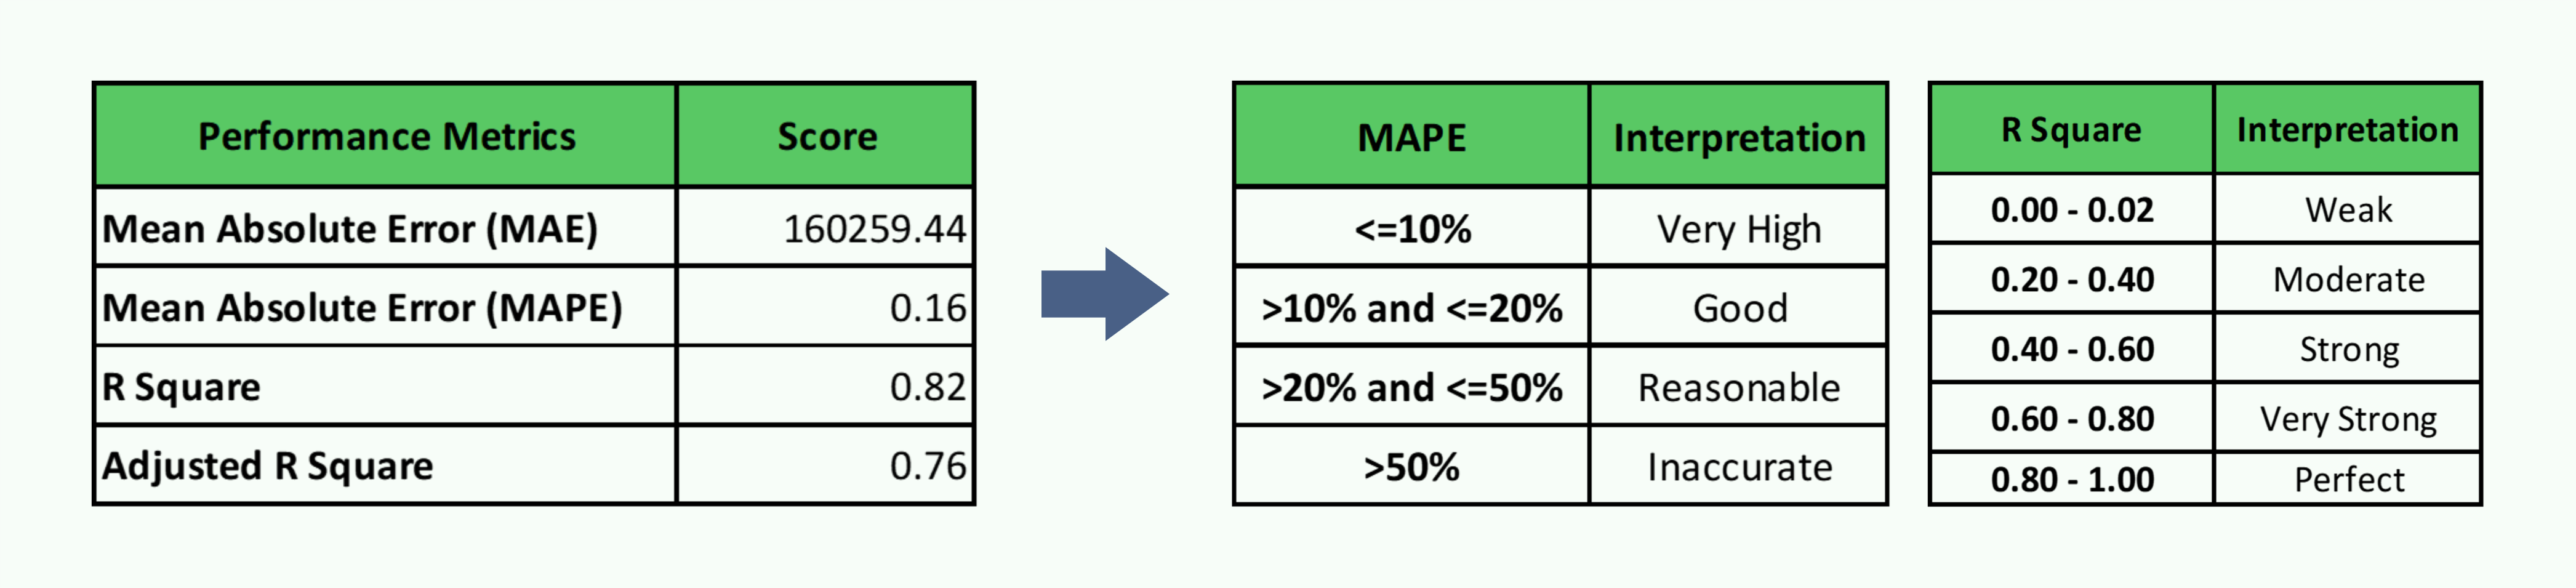 Performance Metrics Score
Mean Absolute Error (MAE) 160259.44
Mean Absolute Error (MAPE) 0.16
R Square 0.82
Adjusted R Square 0.76
MAPE Interpretation
<=10% Very High
>10% and <=20% Good
>20% and <=50% Reasonable
>50% Inaccurate
R Square Interpretation
0.00 - 0.02 Weak
0.20 - 0.40 Moderate
0.40 - 0.60 Strong
0.60 - 0.80 Very Strong
0.80 - 1.00 Perfect